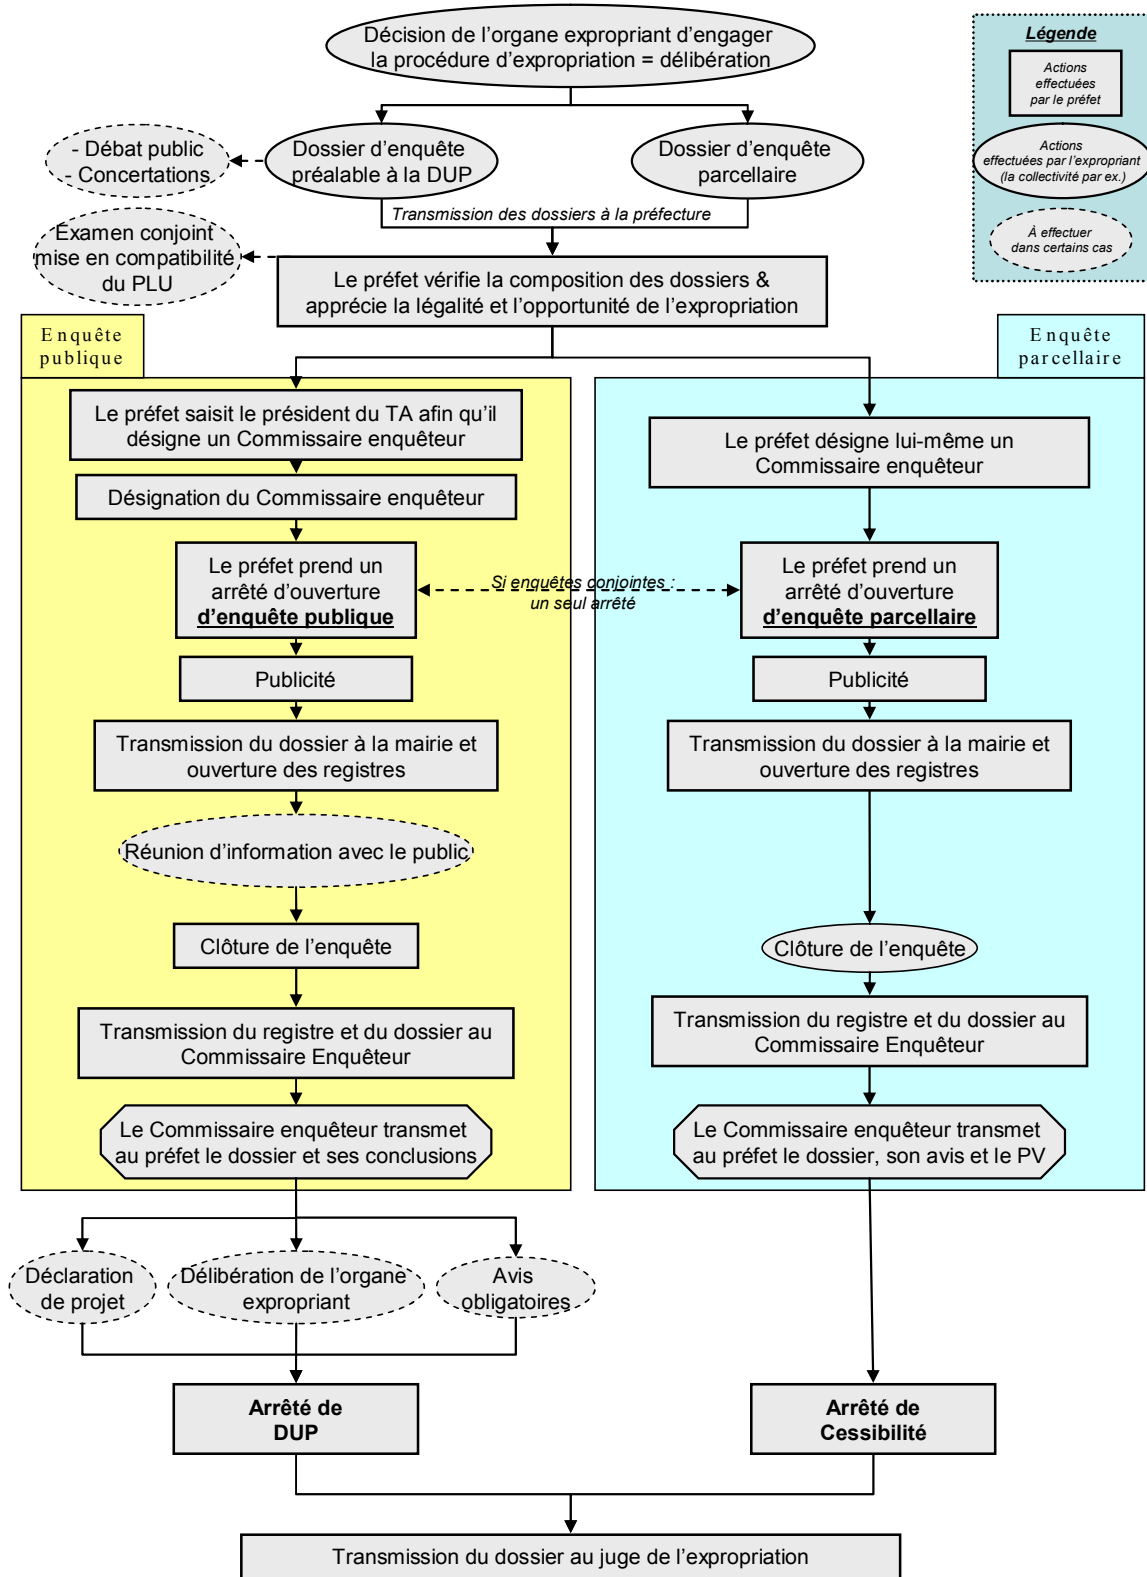 Décision de l’organe expropriant d’engager
la procédure d’expropriation = délibération
Légende
Actions
effectuées
par le préfet
Actions
effectuées par l’expropriant
(la collectivité par ex.)
À effectuer
dans certains cas
- Débat public
- Concertations
Dossier d’enquête
préalable à la DUP
Dossier d’enquête
parcellaire
Transmission des dossiers à la préfecture
Examen conjoint
mise en compatibilité
du PLU
Le préfet vérifie la composition des dossiers &
apprécie la légalité et l’opportunité de l’expropriation
Enquête
publique
Enquête
parcellaire
Le préfet saisit le président du TA afin qu’il
désigne un Commissaire enquêteur
Le préfet désigne lui-même un
Commissaire enquêteur
Désignation du Commissaire enquêteur
Le préfet prend un
arrêté d’ouverture
d’enquête publique
Si enquêtes conjointes :
un seul arrêté
Le préfet prend un
arrêté d’ouverture
d’enquête parcellaire
Publicité
Publicité
Transmission du dossier à la mairie et
ouverture des registres
Transmission du dossier à la mairie et
ouverture des registres
Réunion d’information avec le public
Clôture de l’enquête
Clôture de l’enquête
Transmission du registre et du dossier au
Commissaire Enquêteur
Transmission du registre et du dossier au
Commissaire Enquêteur
Le Commissaire enquêteur transmet
au préfet le dossier et ses conclusions
Le Commissaire enquêteur transmet
au préfet le dossier, son avis et le PV
Déclaration
de projet
Délibération de l’organe
expropriant
Avis
obligatoires
Arrêté de
DUP
Arrêté de
Cessibilité
Transmission du dossier au juge de l’expropriation